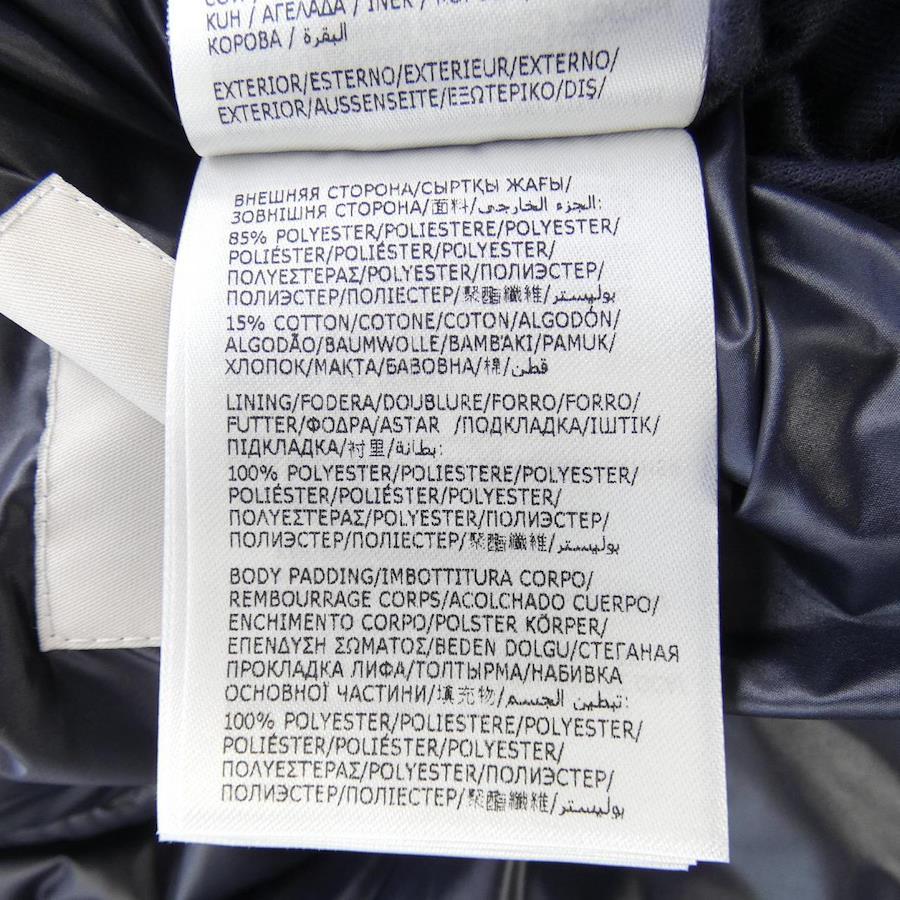 KUH / ΑΓΕΛΑΔΑ / INEK /
КОРОВА / البقرة
EXTERIOR/ESTERNO/EXTERIEUR/EXTERNO/
EXTERIOR/AUSSENSEITE/ΕΞΩΤΕΡΙΚΟ/DIŞ/
ВНЕШНЯЯ СТОРОНА/СЫРТҚЫ ЖАҒЫ/
ЗОВНІШНЯ СТОРОНА/面料/الجزء الخارجي:
85% POLYESTER/POLIESTERE/POLYESTER/
POLIÉSTER/POLIÉSTER/POLYESTER/
ΠΟΛΥΕΣΤΕΡΑΣ/POLYESTER/ПОЛИЭСТЕР/
ПОЛИЭСТЕР/ПОЛІЕСТЕР/聚酯纖維/بوليستر
15% COTTON/COTONE/COTON/ALGODÓN/
ALGODÃO/BAUMWOLLE/ΒΑΜΒΑΚΙ/PAMUK/
ХЛОПОК/МАҚТА/БАВОВНА/棉/قطن
LINING/FODERA/DOUBLURE/FORRO/FORRO/
FUTTER/ΦΟΔΡΑ/ASTAR /ПОДКЛАДКА/ІШТІК/
ПІДКЛАДКА/衬里/بطانة:
100% POLYESTER/POLIESTERE/POLYESTER/
POLIÉSTER/POLIÉSTER/POLYESTER/
ΠΟΛΥΕΣΤΕΡΑΣ/POLYESTER/ПОЛИЭСТЕР/
ПОЛИЭСТЕР/ПОЛІЕСТЕР/聚酯纖維/بوليستر
BODY PADDING/IMBOTTITURA CORPO/
REMBOURRAGE CORPS/ACOLCHADO CUERPO/
ENCHIMENTO CORPO/POLSTER KÖRPER/
ΕΠΕΝΔΥΣΗ ΣΩΜΑΤΟΣ/BEDEN DOLGU/СТЕГАНАЯ
ПРОКЛАДКА ЛИФА/ТОЛТЫРМА/НАБИВКА
ОСНОВНОЇ ЧАСТИНИ/填充物/تبطين الجسم:
100% POLYESTER/POLIESTERE/POLYESTER/
POLIÉSTER/POLIÉSTER/POLYESTER/
ΠΟΛΥΕΣΤΕΡΑΣ/POLYESTER/ПОЛИЭСТЕР/
ПОЛИЭСТЕР/ПОЛІЕСТЕР/聚酯纖維/بوليستر